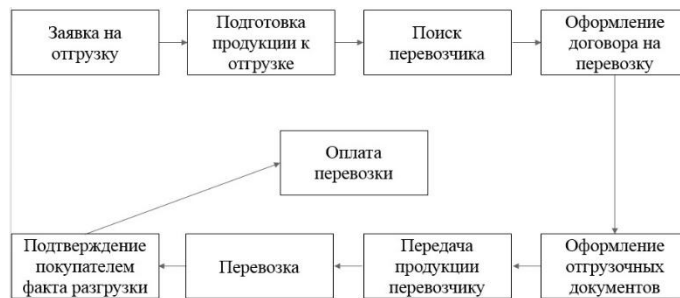 Заявка на
отгрузку
Подготовка
продукции к
отгрузке
Поиск
перевозчика
Оформление
договора на
перевозку
Оплата
перевозки
Подтверждение
покупателем
факта разгрузки
Перевозка
Передача
продукции
перевозчику
Оформление
отгрузочных
документов